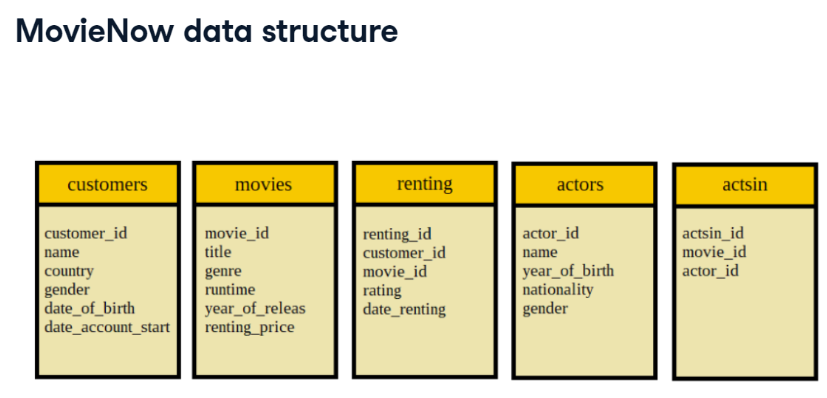 MovieNow data structure
customers
customer_id
name
country
gender
date_of_birth
date_account_start
movies
movie_id
title
genre
runtime
year_of_releas
renting_price
renting
renting_id
customer_id
movie_id
rating
date_renting
actors
actor_id
name
year_of_birth
nationality
gender
actsin
actsin_id
movie_id
actor_id